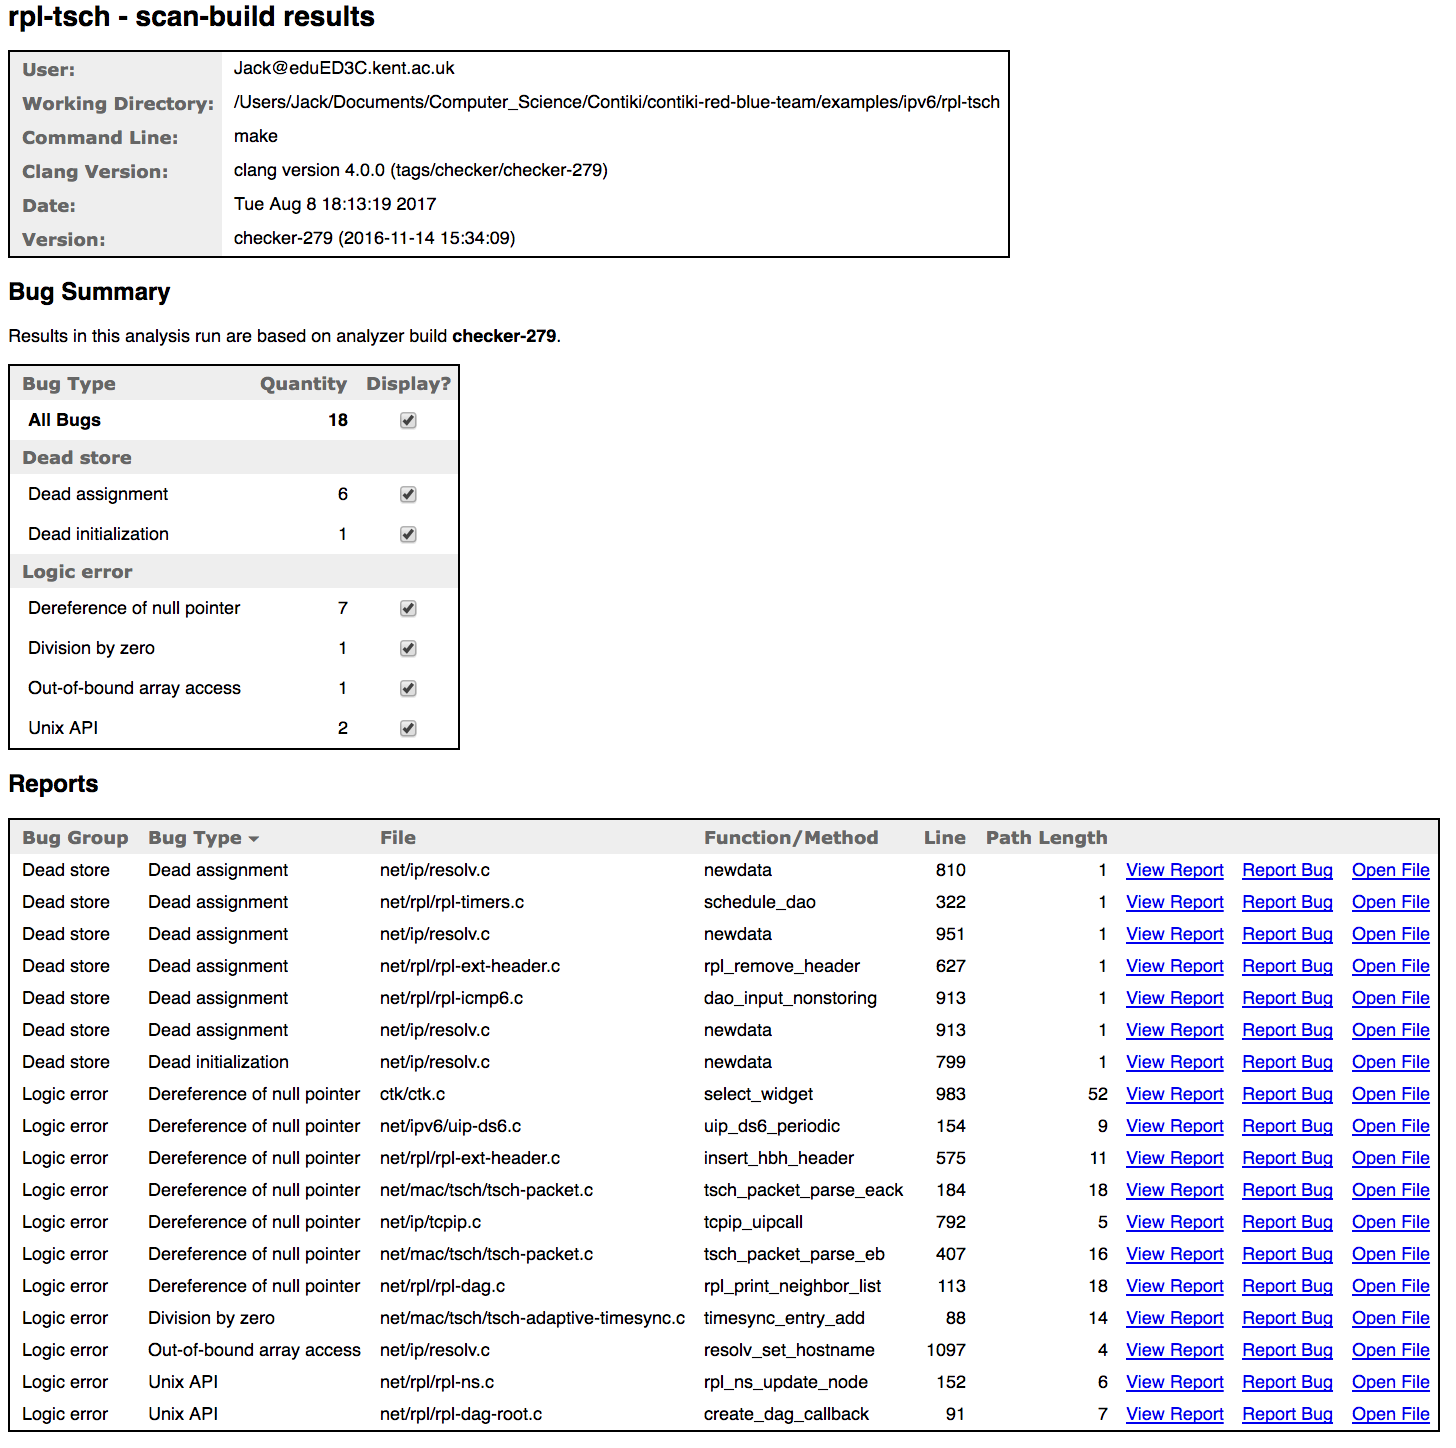 rpl-tsch - scan-build results
User: Jack@eduED3C.kent.ac.uk
Working Directory: /Users/Jack/Documents/Computer_Science/Contiki/contiki-red-blue-team/examples/ipv6/rpl-tsch
Command Line: make
Clang Version: clang version 4.0.0 (tags/checker/checker-279)
Date: Tue Aug 8 18:13:19 2017
Version: checker-279 (2016-11-14 15:34:09)
Bug Summary
Results in this analysis run are based on analyzer build checker-279.
Bug Type Quantity Display?
All Bugs 18
Dead store
Dead assignment 6
Dead initialization 1
Logic error
Dereference of null pointer 7
Division by zero 1
Out-of-bound array access 1
Unix API 2
Reports
Bug Group Bug Type File Function/Method Line Path Length
Dead store Dead assignment net/ip/resolv.c newdata 810 1 View Report Report Bug Open File
Dead store Dead assignment net/rpl/rpl-timers.c schedule_dao 322 1 View Report Report Bug Open File
Dead store Dead assignment net/ip/resolv.c newdata 951 1 View Report Report Bug Open File
Dead store Dead assignment net/rpl/rpl-ext-header.c rpl_remove_header 627 1 View Report Report Bug Open File
Dead store Dead assignment net/rpl/rpl-icmp6.c dao_input_nonstoring 913 1 View Report Report Bug Open File
Dead store Dead assignment net/ip/resolv.c newdata 913 1 View Report Report Bug Open File
Dead store Dead initialization net/ip/resolv.c newdata 799 1 View Report Report Bug Open File
Logic error Dereference of null pointer ctk/ctk.c select_widget 983 52 View Report Report Bug Open File
Logic error Dereference of null pointer net/ipv6/uip-ds6.c uip_ds6_periodic 154 9 View Report Report Bug Open File
Logic error Dereference of null pointer net/rpl/rpl-ext-header.c insert_hbh_header 575 11 View Report Report Bug Open File
Logic error Dereference of null pointer net/mac/tsch/tsch-packet.c tsch_packet_parse_eack 184 18 View Report Report Bug Open File
Logic error Dereference of null pointer net/ip/tcpip.c tcpip_uipcall 792 5 View Report Report Bug Open File
Logic error Dereference of null pointer net/mac/tsch/tsch-packet.c tsch_packet_parse_eb 407 16 View Report Report Bug Open File
Logic error Dereference of null pointer net/rpl/rpl-dag.c rpl_print_neighbor_list 113 18 View Report Report Bug Open File
Logic error Division by zero net/mac/tsch/tsch-adaptive-timesync.c timesync_entry_add 88 14 View Report Report Bug Open File
Logic error Out-of-bound array access net/ip/resolv.c resolv_set_hostname 1097 4 View Report Report Bug Open File
Logic error Unix API net/rpl/rpl-ns.c rpl_ns_update_node 152 6 View Report Report Bug Open File
Logic error Unix API net/rpl/rpl-dag-root.c create_dag_callback 91 7 View Report Report Bug Open File